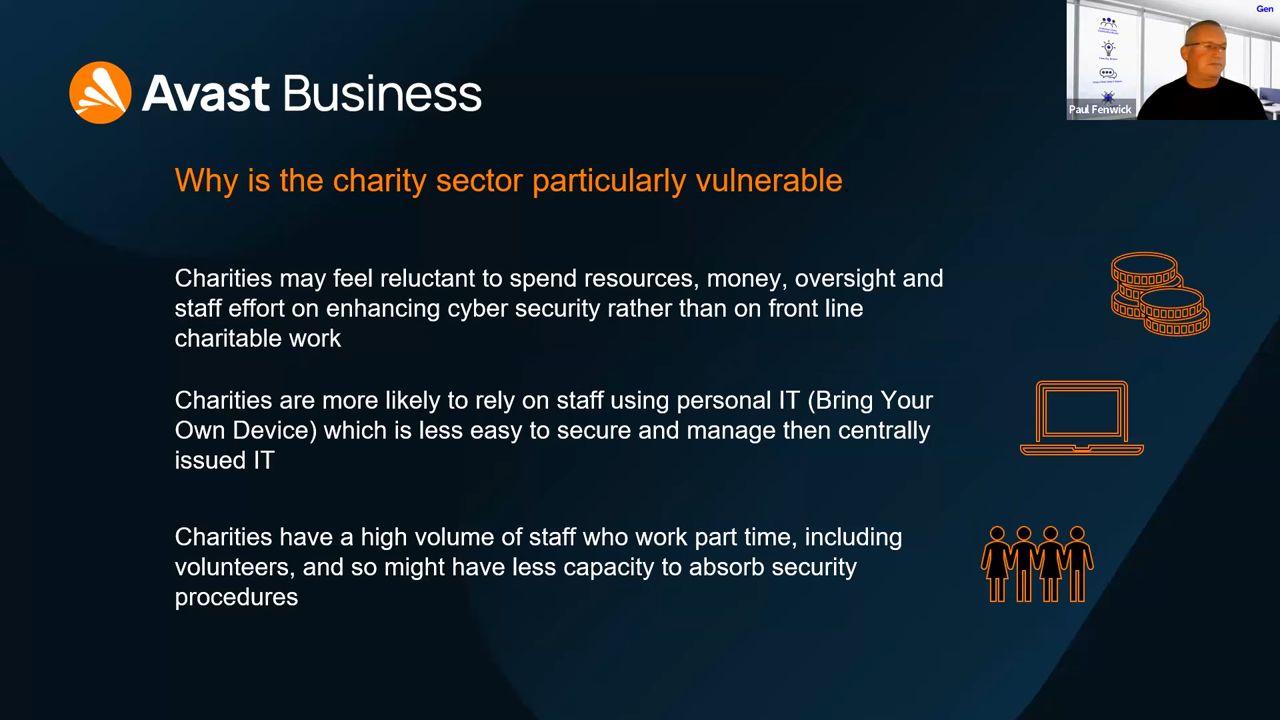 Gen
Paul Fenwick
Avast Business
Why is the charity sector particularly vulnerable
Charities may feel reluctant to spend resources, money, oversight and
staff effort on enhancing cyber security rather than on front line
charitable work
Charities are more likely to rely on staff using personal IT (Bring Your
Own Device) which is less easy to secure and manage then centrally
issued IT
Charities have a high volume of staff who work part time, including
volunteers, and so might have less capacity to absorb security
procedures